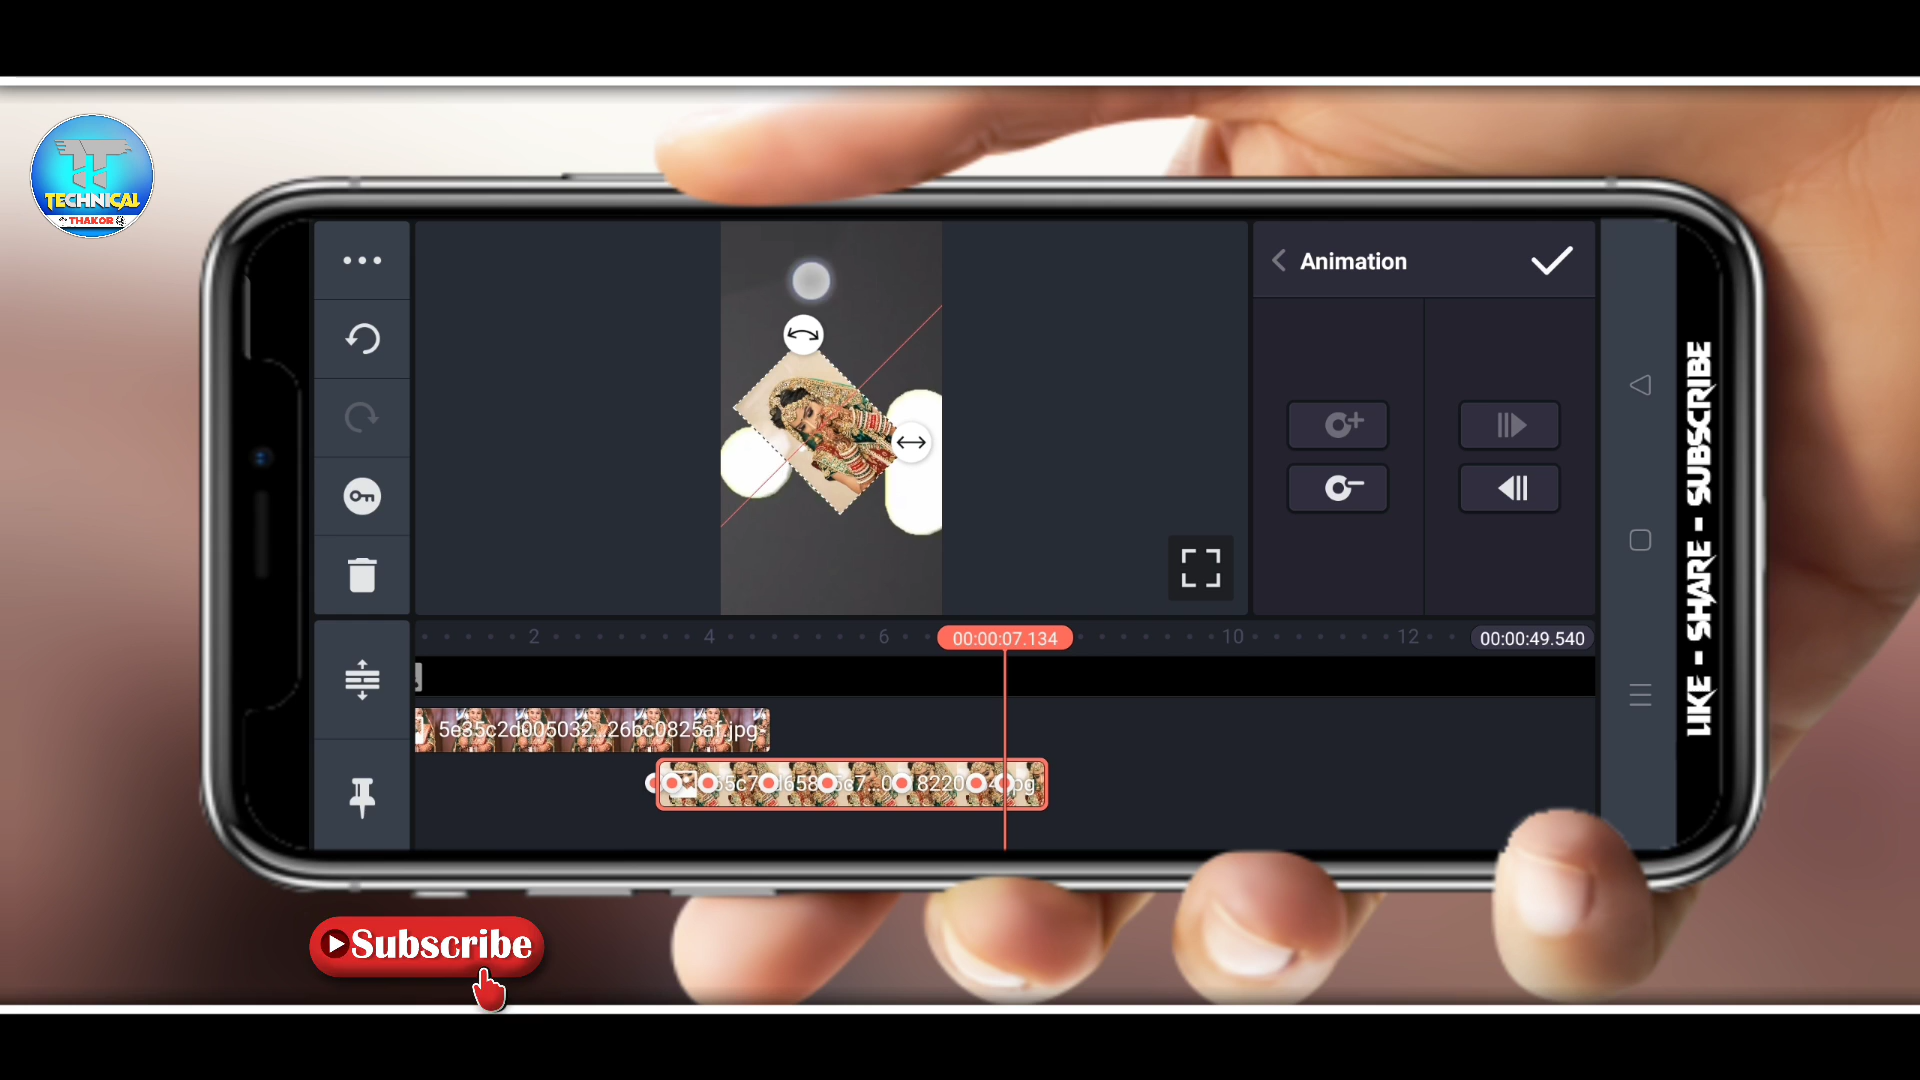 TECHNICAL
THAKOR
Animation
2
4
6
00:00:07.134
10
12
00:00:49.540
5e35c2d005032...26bc0825af.jpg
LIKE - SHARE - SUBSCRIBE
Subscribe